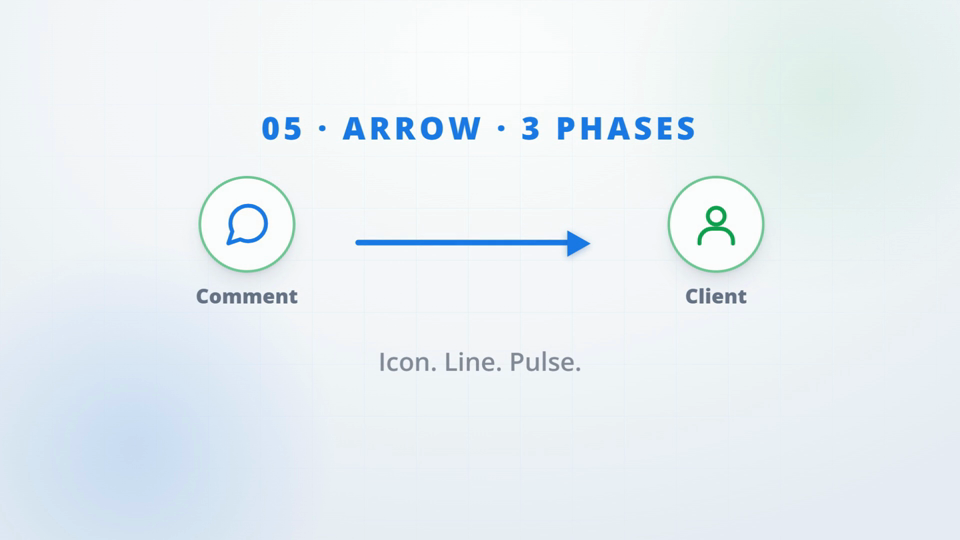 05 · ARROW · 3 PHASES
Comment
Client
Icon. Line. Pulse.